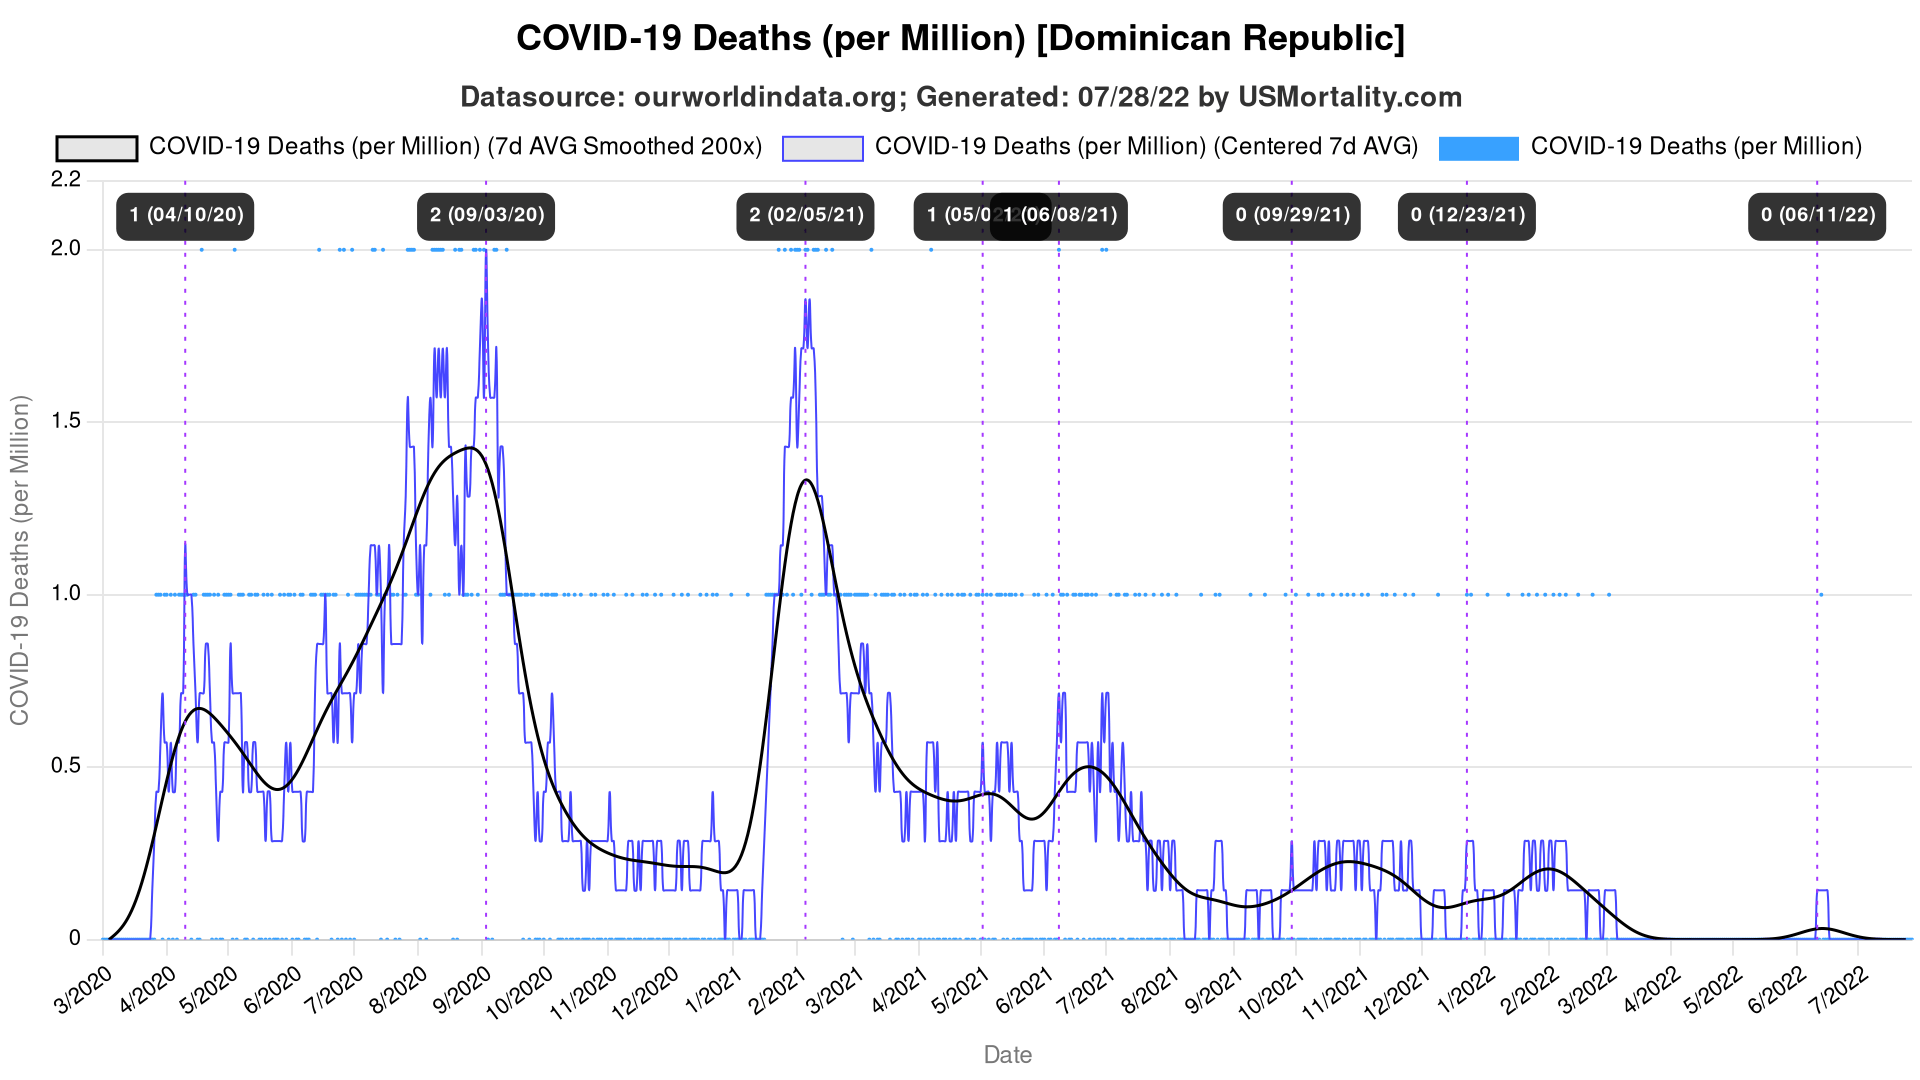 COVID-19 Deaths (per Million) [Dominican Republic]
Datasource: ourworldindata.org; Generated: 07/28/22 by USMortality.com
COVID-19 Deaths (per Million) (7d AVG Smoothed 200x) COVID-19 Deaths (per Million) (Centered 7d AVG) COVID-19 Deaths (per Million)
2.2
1 (04/10/20) 2 (09/03/20) 2 (02/05/21) 1 (05/0 1 (06/08/21) 0 (09/29/21) 0 (12/23/21) 0 (06/11/22)
2.0
1.5
1.0
0.5
0
COVID-19 Deaths (per Million)
3/2020 4/2020 5/2020 6/2020 7/2020 8/2020 9/2020 10/2020 11/2020 12/2020 1/2021 2/2021 3/2021 4/2021 5/2021 6/2021 7/2021 8/2021 9/2021 10/2021 11/2021 12/2021 1/2022 2/2022 3/2022 4/2022 5/2022 6/2022 7/2022
Date